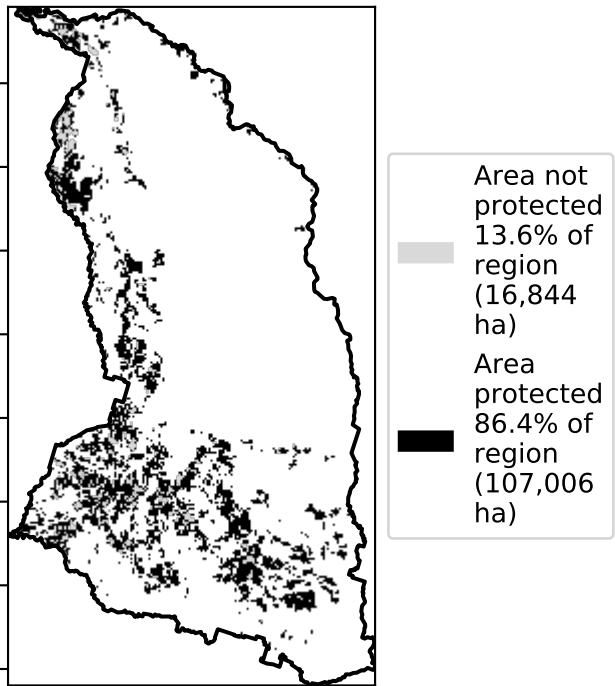 Area not
protected
13.6% of
region
(16,844
ha)
Area
protected
86.4% of
region
(107,006
ha)